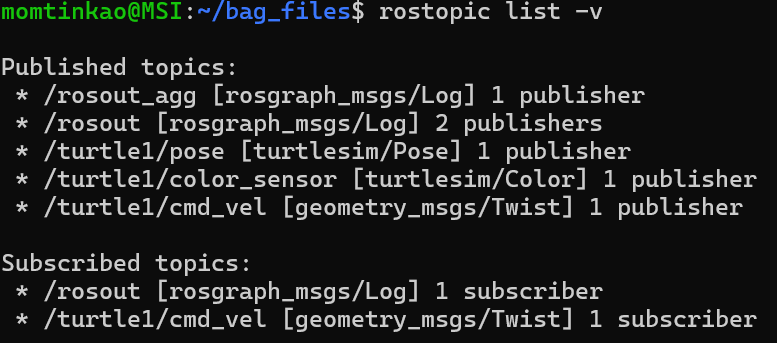 momtinkao@MSI:~/bag_files$ rostopic list -v
Published topics:
* /rosout_agg [rosgraph_msgs/Log] 1 publisher
* /rosout [rosgraph_msgs/Log] 2 publishers
* /turtle1/pose [turtlesim/Pose] 1 publisher
* /turtle1/color_sensor [turtlesim/Color] 1 publisher
* /turtle1/cmd_vel [geometry_msgs/Twist] 1 publisher
Subscribed topics:
* /rosout [rosgraph_msgs/Log] 1 subscriber
* /turtle1/cmd_vel [geometry_msgs/Twist] 1 subscriber